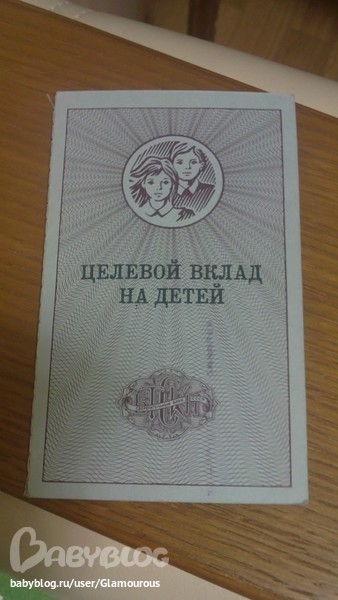 ЦЕЛЕВОЙ ВКЛАД
НА ДЕТЕЙ
BABYBLOG
babyblog.ru/user/Glamourous